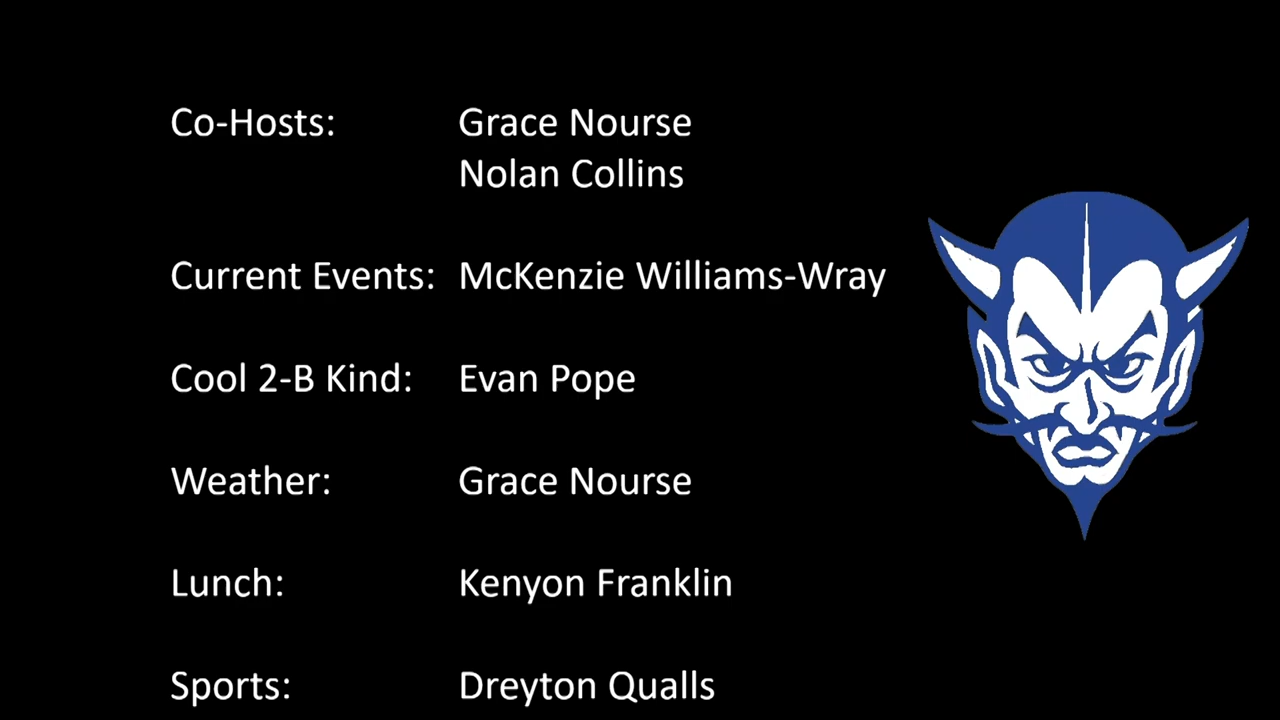 Co-Hosts: Grace Nourse
Nolan Collins
Current Events: McKenzie Williams-Wray
Cool 2-B Kind: Evan Pope
Weather: Grace Nourse
Lunch: Kenyon Franklin
Sports: Dreyton Qualls